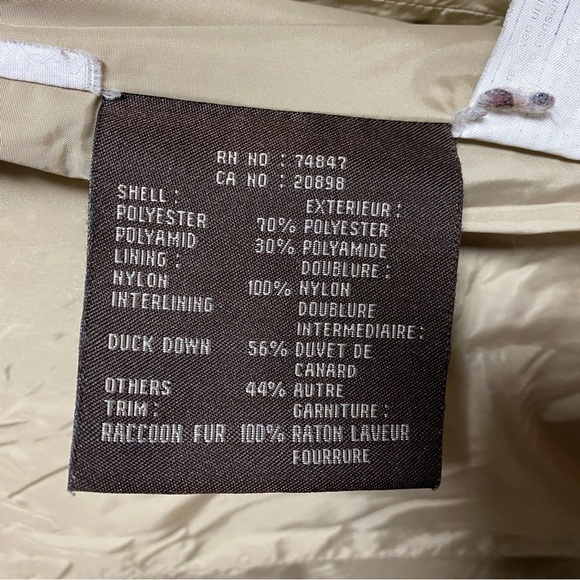 RN NO : 74847
CA NO : 20898
SHELL : EXTERIEUR :
POLYESTER 70% POLYESTER
POLYAMID 30% POLYAMIDE
LINING : DOUBLURE :
NYLON 100% NYLON
INTERLINING DOUBLURE
INTERMEDIAIRE :
DUCK DOWN 56% DUVET DE
CANARD
OTHERS 44% AUTRE
TRIM : GARNITURE :
RACCOON FUR 100% RATON LAVEUR
FOURRURE